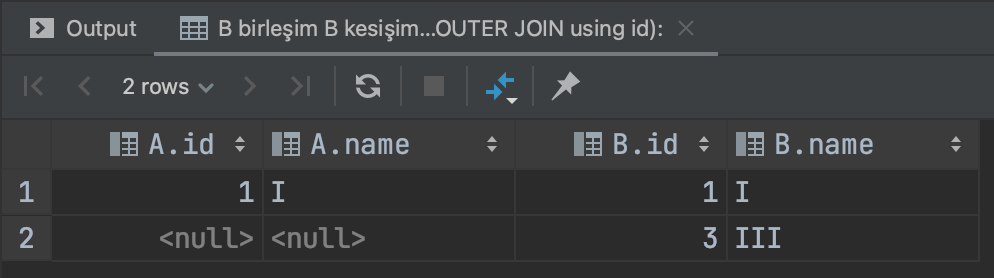 Output B birleşim B kesişim...OUTER JOIN using id):
2 rows
A.id A.name B.id B.name
1 1 I 1 I
2 <null> <null> 3 III